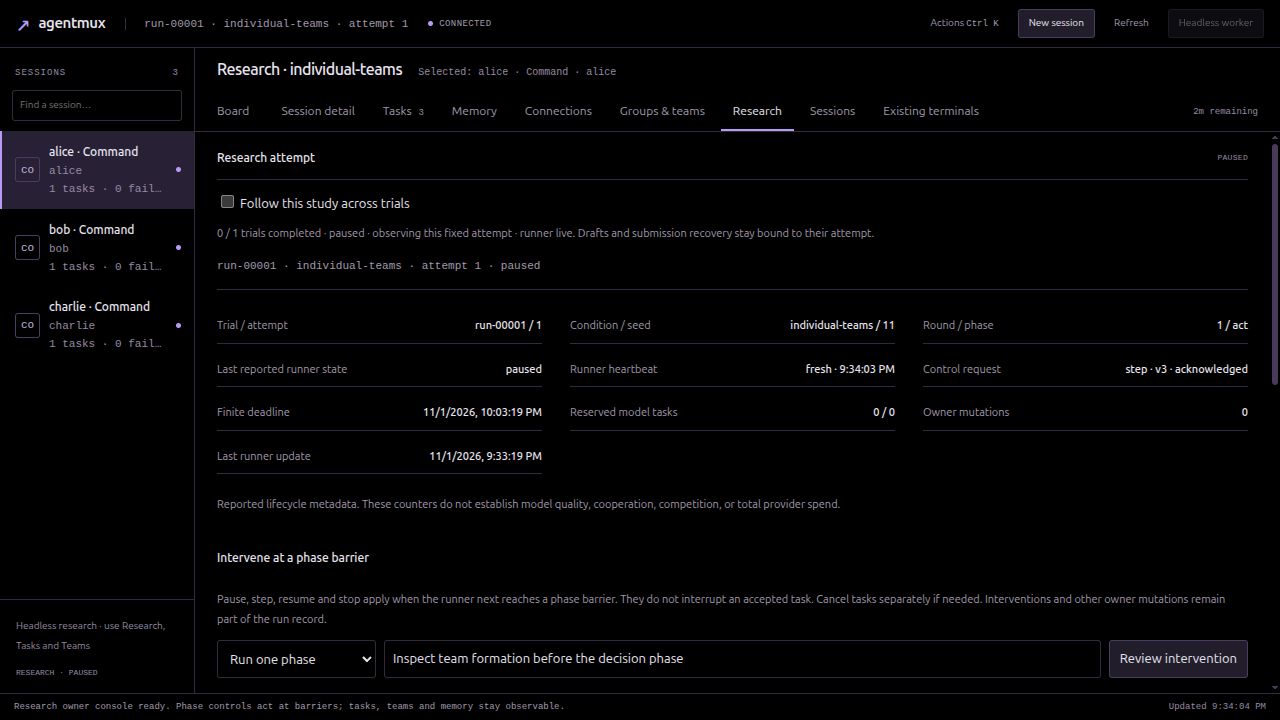 agentmux run-00001 · individual-teams · attempt 1 CONNECTED Actions Ctrl K New session Refresh Headless worker
SESSIONS 3
Find a session…
alice · Command
CO alice
1 tasks · 0 fail…
bob · Command
CO bob
1 tasks · 0 fail…
charlie · Command
CO charlie
1 tasks · 0 fail…
Headless research · use Research,
Tasks and Teams
RESEARCH · PAUSED
Research · individual-teams Selected: alice · Command · alice
Board Session detail Tasks 3 Memory Connections Groups & teams Research Sessions Existing terminals 2m remaining
Research attempt PAUSED
Follow this study across trials
0 / 1 trials completed · paused · observing this fixed attempt · runner live. Drafts and submission recovery stay bound to their attempt.
run-00001 · individual-teams · attempt 1 · paused
Trial / attempt run-00001 / 1 Condition / seed individual-teams / 11 Round / phase 1 / act
Last reported runner state paused Runner heartbeat fresh · 9:34:03 PM Control request step · v3 · acknowledged
Finite deadline 11/1/2026, 10:03:19 PM Reserved model tasks 0 / 0 Owner mutations 0
Last runner update 11/1/2026, 9:33:19 PM
Reported lifecycle metadata. These counters do not establish model quality, cooperation, competition, or total provider spend.
Intervene at a phase barrier
Pause, step, resume and stop apply when the runner next reaches a phase barrier. They do not interrupt an accepted task. Cancel tasks separately if needed. Interventions and other owner mutations remain
part of the run record.
Run one phase Inspect team formation before the decision phase Review intervention
Research owner console ready. Phase controls act at barriers; tasks, teams and memory stay observable. Updated 9:34:04 PM